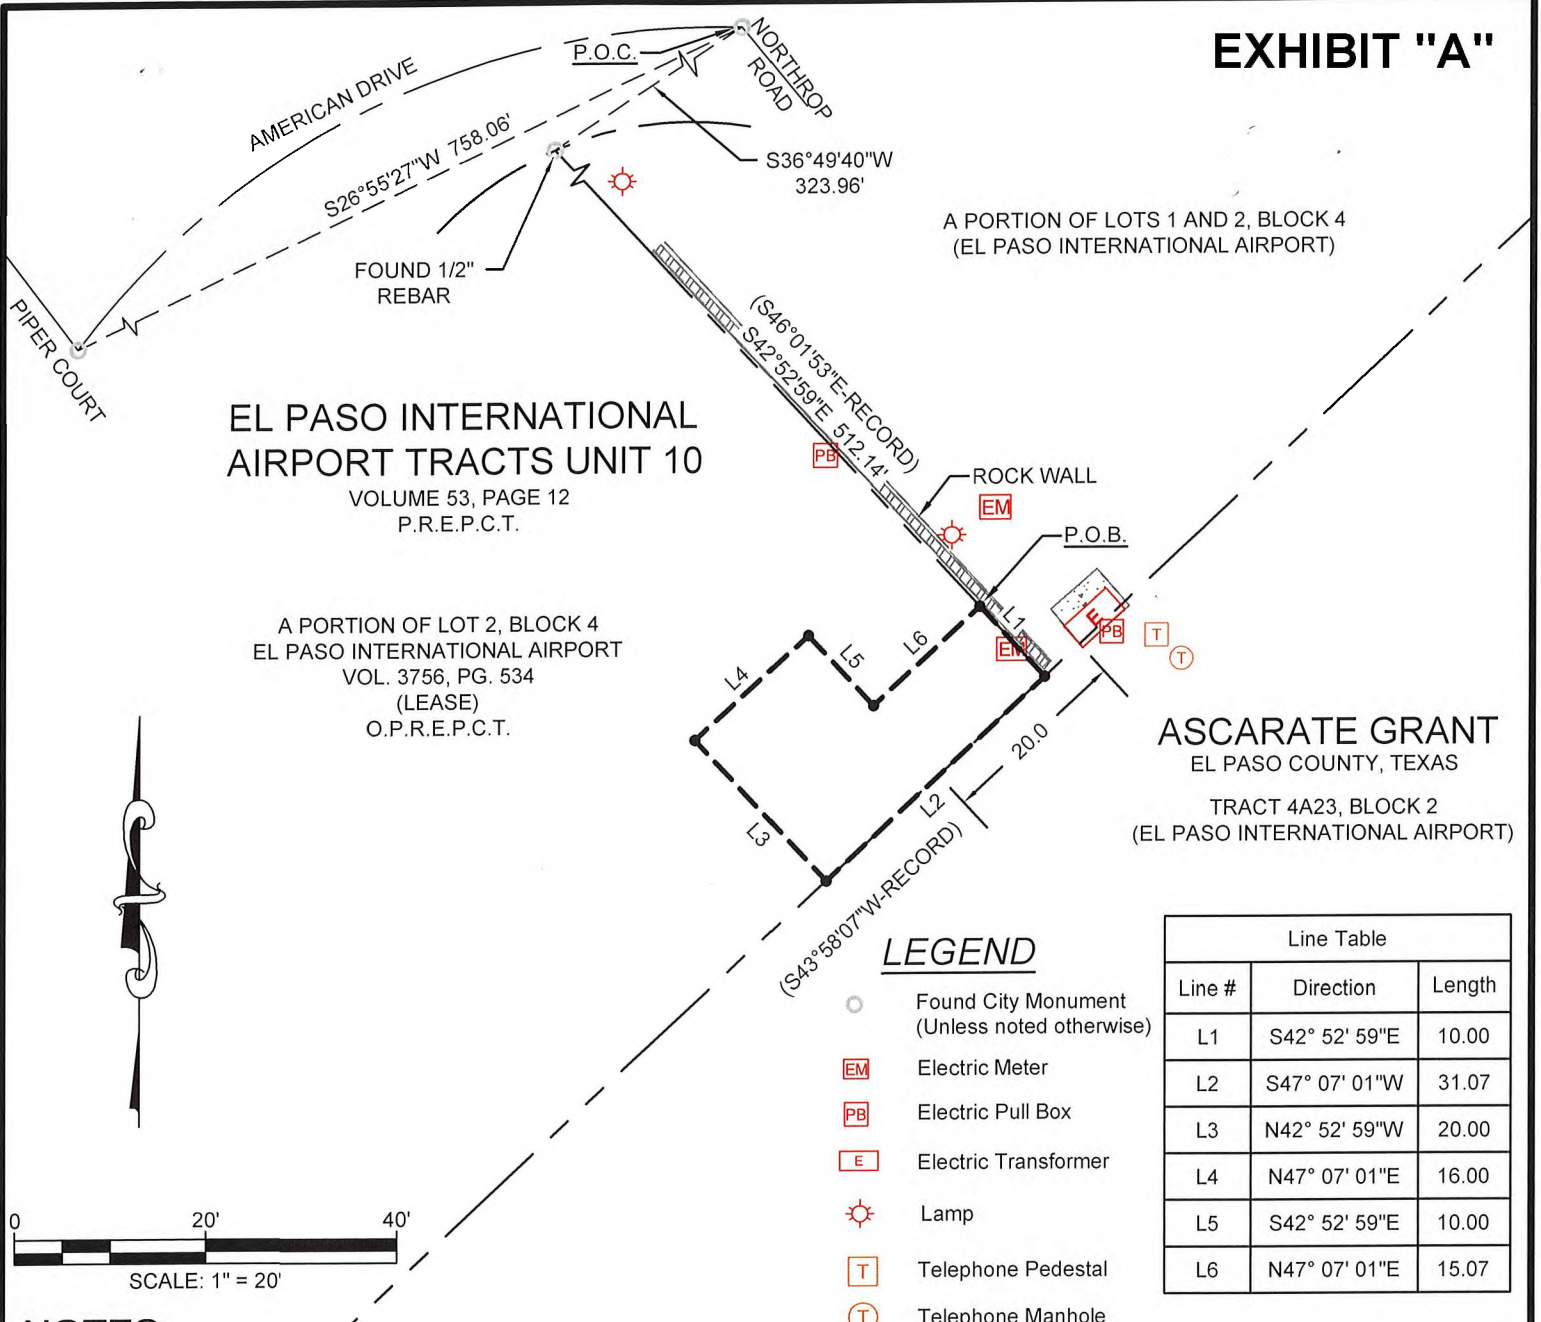 EXHIBIT "A"
P.O.C.
NORTHROP
ROAD
AMERICAN DRIVE
S26°55'27"W 758.06'
S36°49'40"W
323.96'
A PORTION OF LOTS 1 AND 2, BLOCK 4
(EL PASO INTERNATIONAL AIRPORT)
FOUND 1/2"
REBAR
PIPER COURT
(S46°01'53"E-RECORD)
S42°52'59"E 512.14'
EL PASO INTERNATIONAL
AIRPORT TRACTS UNIT 10
VOLUME 53, PAGE 12
P.R.E.P.C.T.
PB
ROCK WALL
EM
P.O.B.
E
PB
T
T
L1
EM
A PORTION OF LOT 2, BLOCK 4
EL PASO INTERNATIONAL AIRPORT
VOL. 3756, PG. 534
(LEASE)
O.P.R.E.P.C.T.
L6
L5
L4
20.0
L2
L3
(S43°58'07"W-RECORD)
ASCARATE GRANT
EL PASO COUNTY, TEXAS
TRACT 4A23, BLOCK 2
(EL PASO INTERNATIONAL AIRPORT)
LEGEND
Found City Monument
(Unless noted otherwise)
EM Electric Meter
PB Electric Pull Box
E Electric Transformer
Lamp
T Telephone Pedestal
T Telephone Manhole
Line Table
Line # Direction Length
L1 S42° 52' 59"E 10.00
L2 S47° 07' 01"W 31.07
L3 N42° 52' 59"W 20.00
L4 N47° 07' 01"E 16.00
L5 S42° 52' 59"E 10.00
L6 N47° 07' 01"E 15.07
0 20' 40'
SCALE: 1" = 20'
NOTES